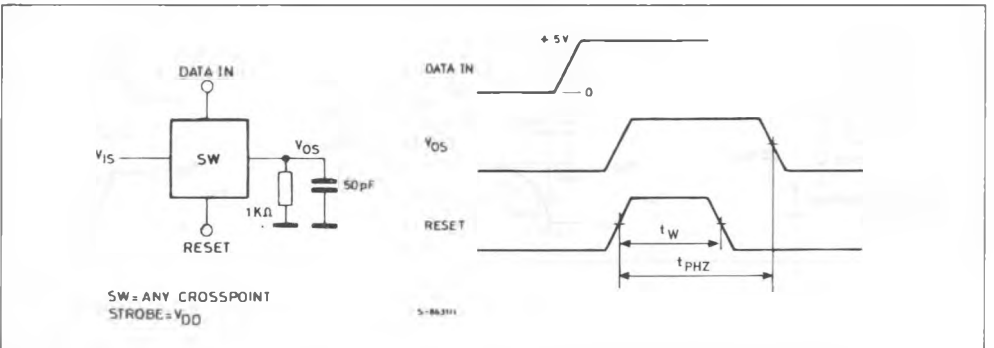 DATA IN
V_IS
SW
V_OS
50pF
1KΩ
RESET
SW = ANY CROSSPOINT
STROBE = V_DD
+ 5V
DATA IN
0
V_OS
RESET
t_W
t_PHZ